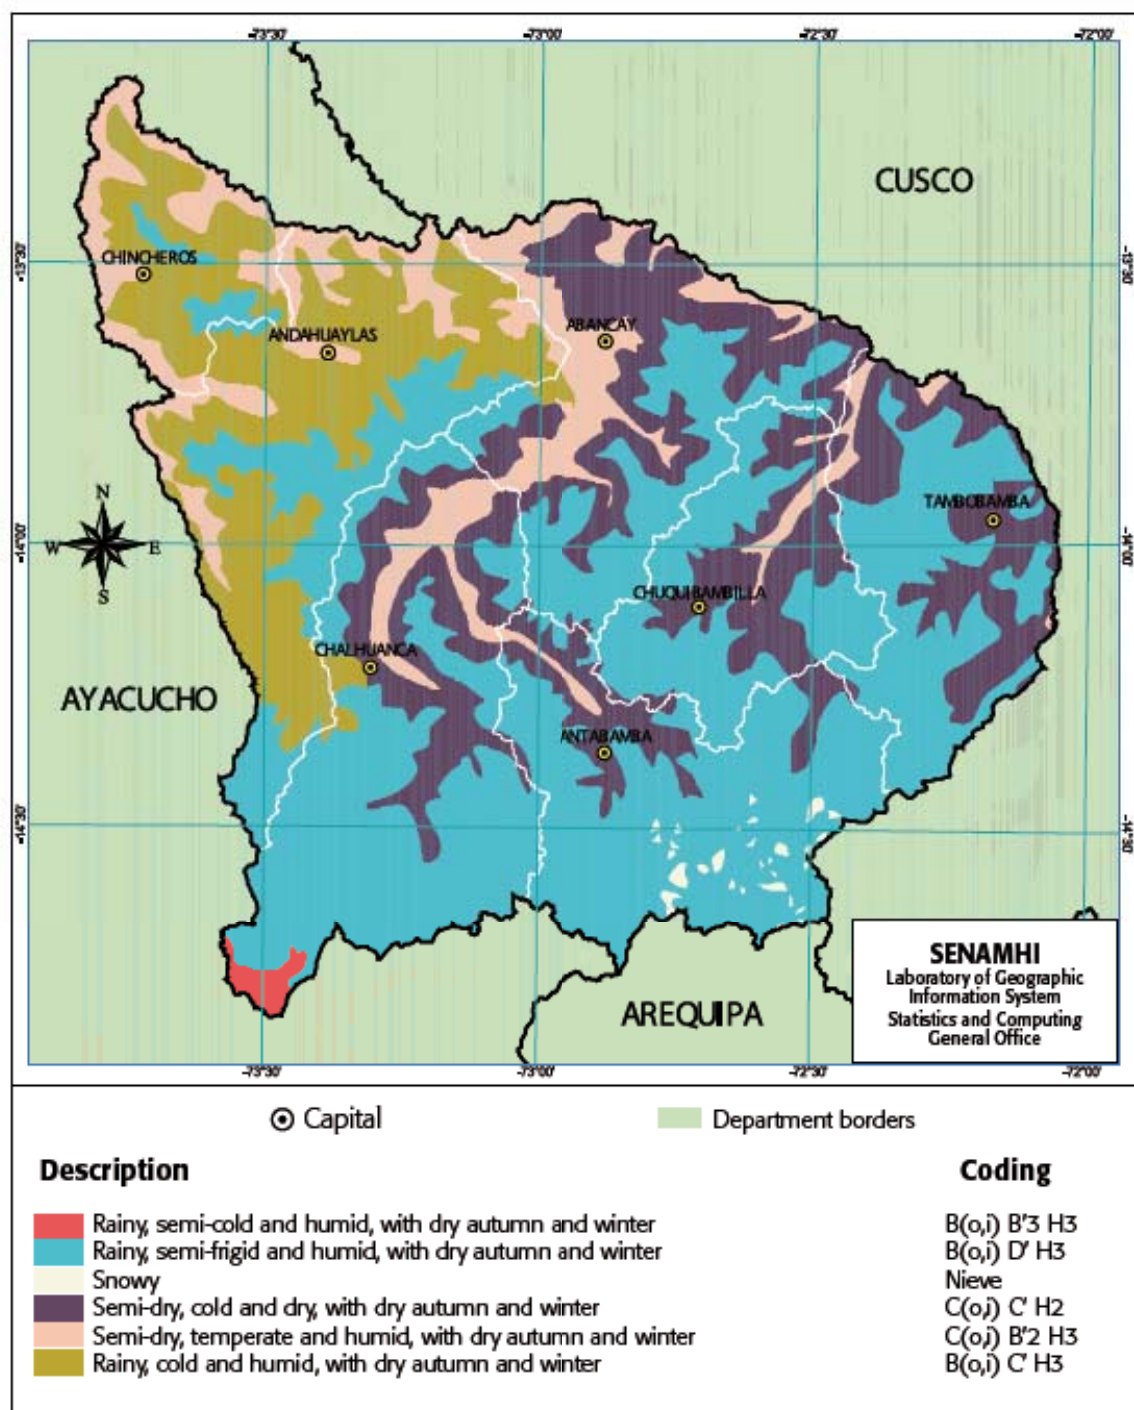 -73°30' -73°00' -72°30' -72°00'
CUSCO
-13°30' -13°30'
CHINCHEROS
ANDAHUAYLAS
ABANCAY
TAMBOBAMBA
N
W E
S
-14°00' -14°00'
CHUQUIBAMBILLA
CHALHUANCA
AYACUCHO
ANTABAMBA
-14°30' -14°30'
AREQUIPA
SENAMHI
Laboratory of Geographic
Information System
Statistics and Computing
General Office
-73°30' -73°00' -72°30' -72°00'
Capital Department borders
Description Coding
Rainy, semi-cold and humid, with dry autumn and winter B(o,i) B'3 H3
Rainy, semi-frigid and humid, with dry autumn and winter B(o,i) D' H3
Snowy Nieve
Semi-dry, cold and dry, with dry autumn and winter C(o,i) C' H2
Semi-dry, temperate and humid, with dry autumn and winter C(o,i) B'2 H3
Rainy, cold and humid, with dry autumn and winter B(o,i) C' H3